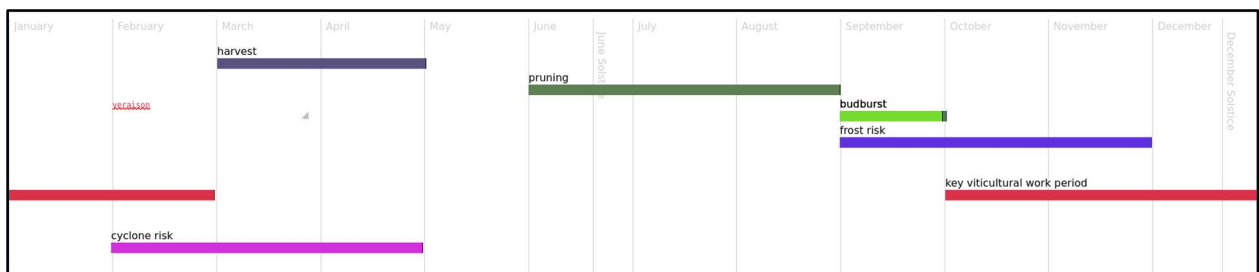 January February March April May June July August September October November December
June Solstice
December Solstice
harvest
pruning
veraison
budburst
frost risk
key viticultural work period
cyclone risk